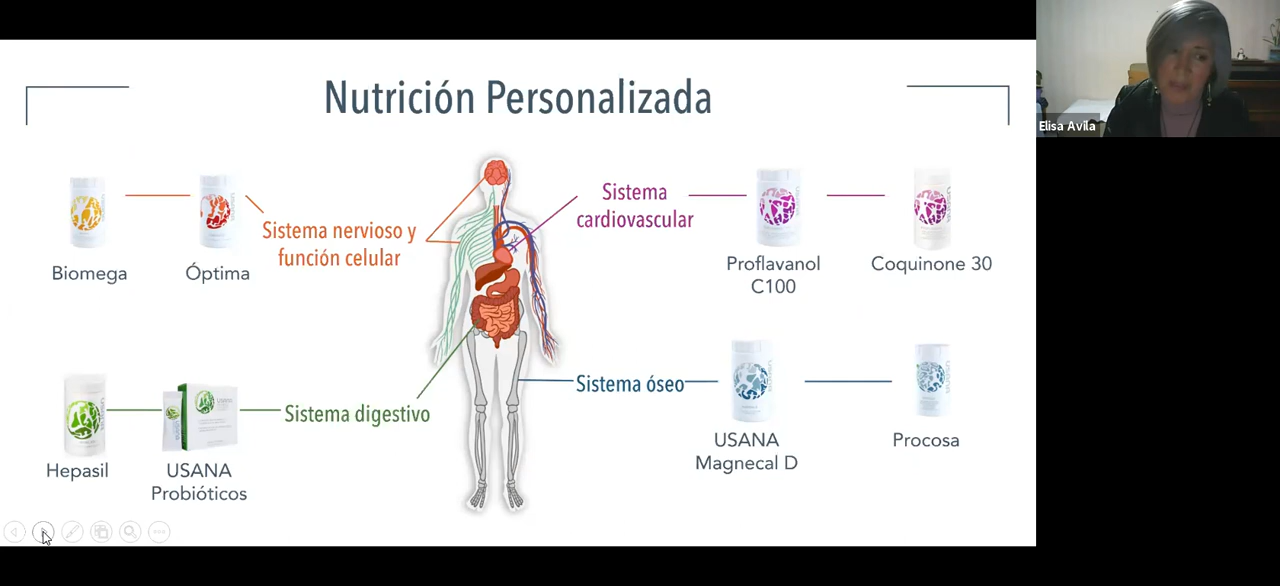 Nutrición Personalizada
Elisa Avila
Biomega
Óptima
Sistema nervioso y
función celular
Sistema
cardiovascular
Proflavanol
C100
Coquinone 30
Hepasil
USANA
Probióticos
Sistema digestivo
Sistema óseo
USANA
Magnecal D
Procosa